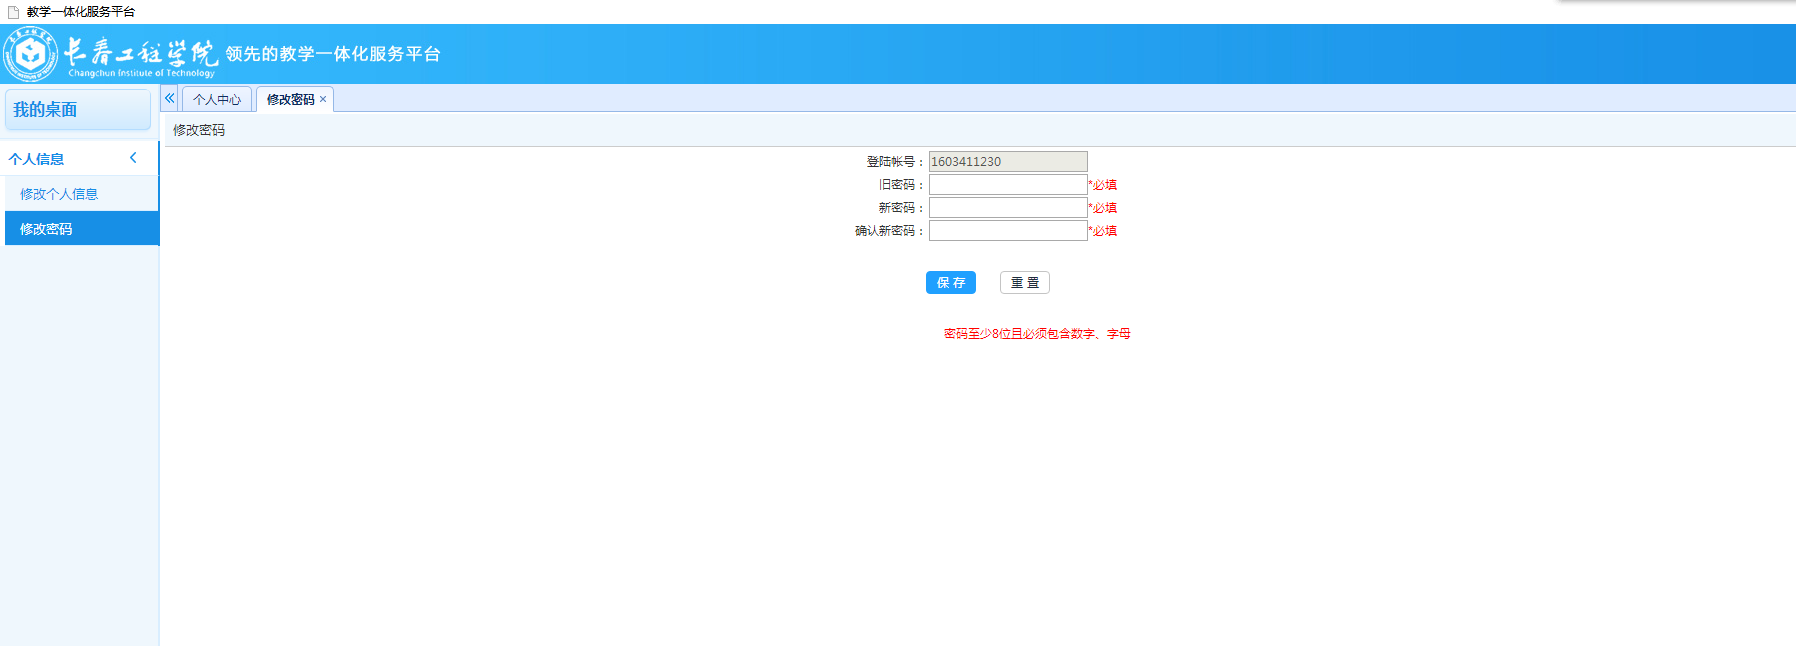 教学一体化服务平台
长春工程学院 领先的教学一体化服务平台
Changchun Institute of Technology
我的桌面
个人中心 修改密码 ×
修改密码
个人信息
修改个人信息
修改密码
登陆帐号： 1603411230
旧密码： *必填
新密码： *必填
确认新密码： *必填
保 存 重 置
密码至少8位且必须包含数字、字母